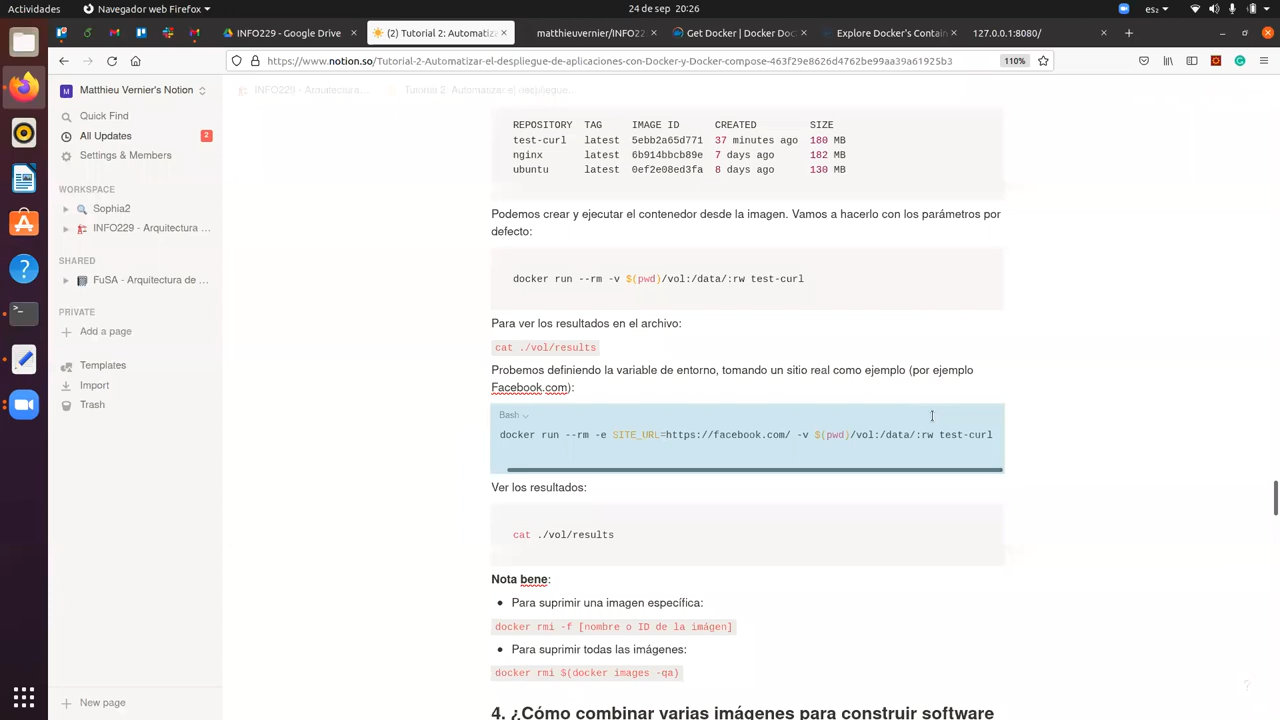 Actividades
Navegador web Firefox
24 de sep 20:26
es₂
INFO229 - Google Drive
(2) Tutorial 2: Automatiz
matthieuvernier/INFO22
Get Docker | Docker Doc
Explore Docker's Contain
127.0.0.1:8080/
https://www.notion.so/Tutorial-2-Automatizar-el-despliegue-de-aplicaciones-con-Docker-y-Docker-compose-463f29e8626d4762be99aa39a61925b3
110%
Matthieu Vernier's Notion
INFO229 - Arquitectura...
Tutorial 2: Automatizar el despliegue...
Quick Find
All Updates
2
Settings & Members
WORKSPACE
Sophia2
INFO229 - Arquitectura ...
SHARED
FuSA - Arquitectura de ...
PRIVATE
Add a page
Templates
Import
Trash
New page
REPOSITORY TAG IMAGE ID CREATED SIZE
test-curl latest 5ebb2a65d771 37 minutes ago 180 MB
nginx latest 6b914bbcb89e 7 days ago 182 MB
ubuntu latest 0ef2e08ed3fa 8 days ago 130 MB
Podemos crear y ejecutar el contenedor desde la imagen. Vamos a hacerlo con los parámetros por
defecto:
docker run --rm -v $(pwd)/vol:/data/:rw test-curl
Para ver los resultados en el archivo:
cat ./vol/results
Probemos definiendo la variable de entorno, tomando un sitio real como ejemplo (por ejemplo
Facebook.com):
Bash
docker run --rm -e SITE_URL=https://facebook.com/ -v $(pwd)/vol:/data/:rw test-curl
Ver los resultados:
cat ./vol/results
Nota bene:
• Para suprimir una imagen específica:
docker rmi -f [nombre o ID de la imágen]
• Para suprimir todas las imágenes:
docker rmi $(docker images -qa)
4. ¿Cómo combinar varias imágenes para construir software
?